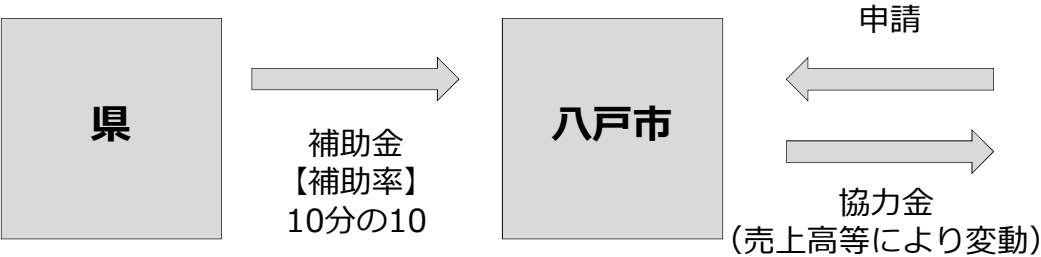 県
補助金
【補助率】
10分の10
八戸市
申請
協力金
（売上高等により変動）